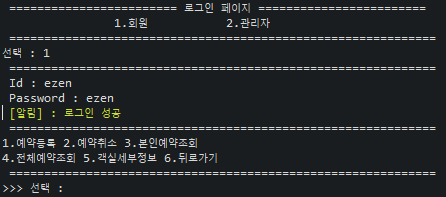 ======================== 로그인 페이지 ========================
1.회원 2.관리자
=============================================================
선택 : 1
=============================================================
Id : ezen
Password : ezen
[알림] : 로그인 성공
=============================================================
1.예약등록 2.예약취소 3.본인예약조회
4.전체예약조회 5.객실세부정보 6.뒤로가기
=============================================================
>>> 선택 :